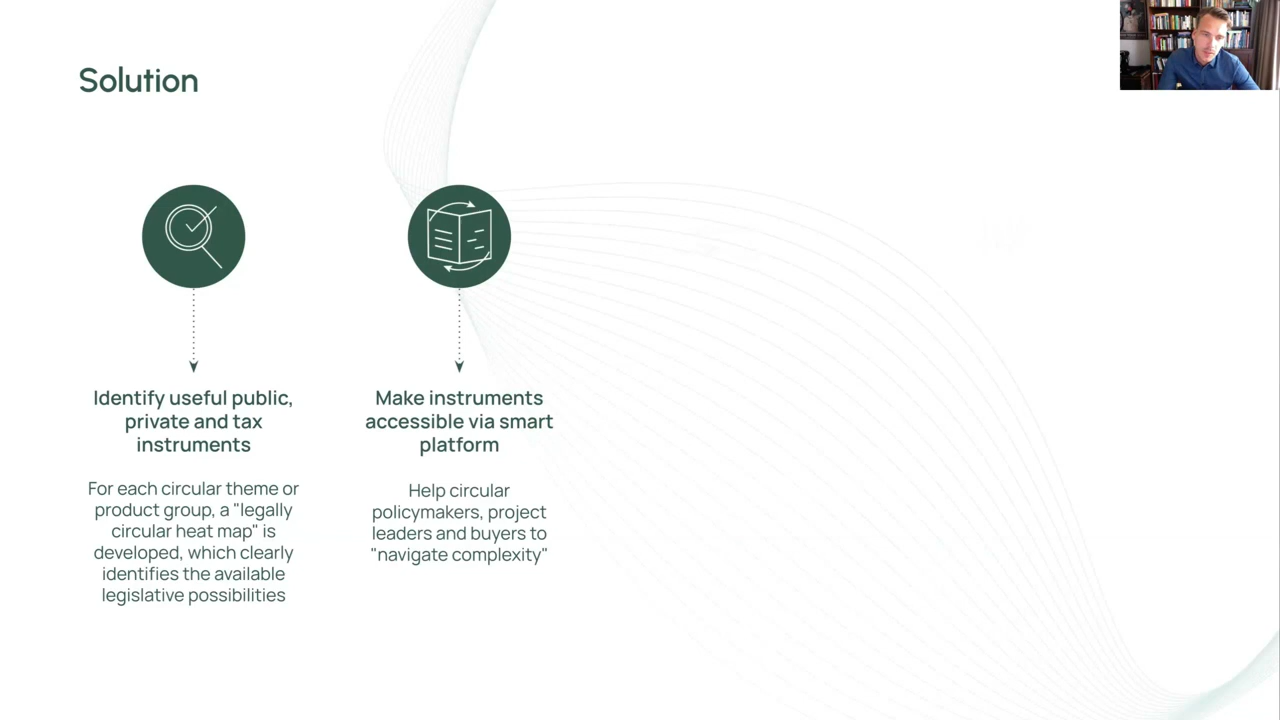 Solution
Identify useful public,
private and tax
instruments
For each circular theme or
product group, a "legally
circular heat map" is
developed, which clearly
identifies the available
legislative possibilities
Make instruments
accessible via smart
platform
Help circular
policymakers, project
leaders and buyers to
"navigate complexity"